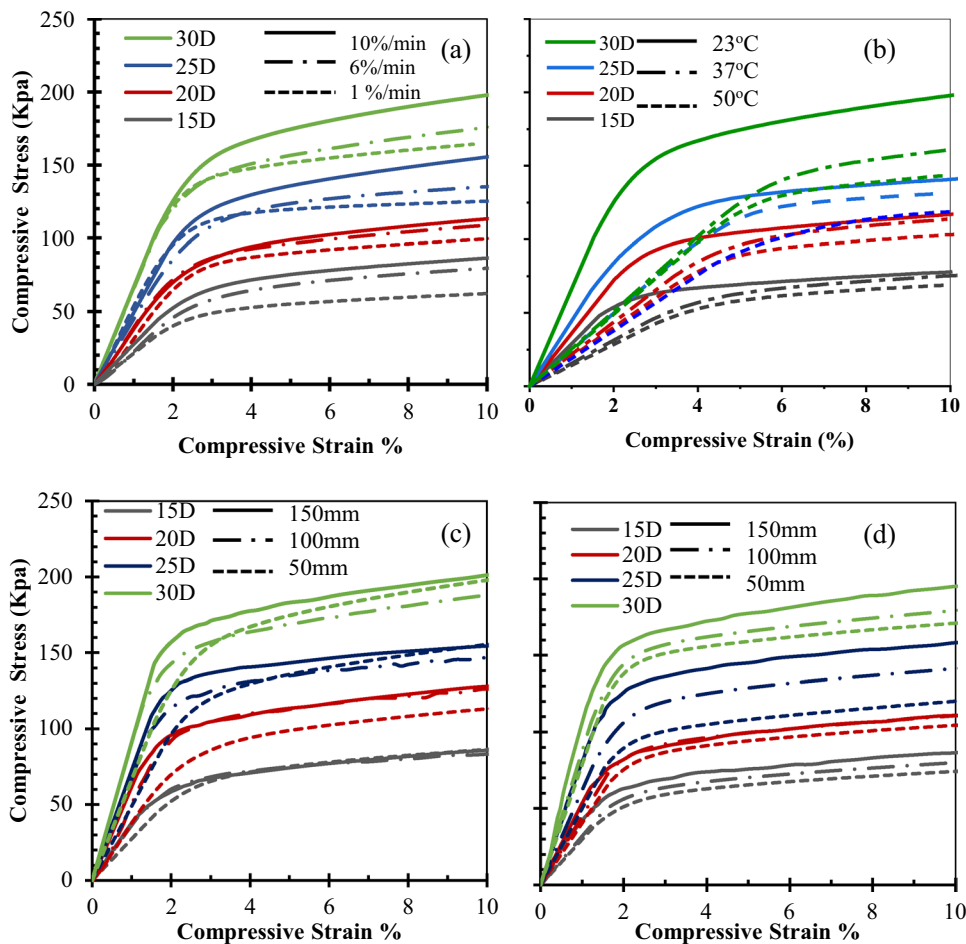 250
200
150
100
50
0
Compressive Stress (Kpa)
30D
25D
20D
15D
10%/min
6%/min
1 %/min
(a)
0 2 4 6 8 10
Compressive Strain %
30D
25D
20D
15D
23°C
37°C
50°C
(b)
0 2 4 6 8 10
Compressive Strain (%)
250
200
150
100
50
0
Compressive Stress (Kpa)
15D
20D
25D
30D
150mm
100mm
50mm
(c)
0 2 4 6 8 10
Compressive Strain %
15D
20D
25D
30D
150mm
100mm
50mm
(d)
0 2 4 6 8 10
Compressive Strain %